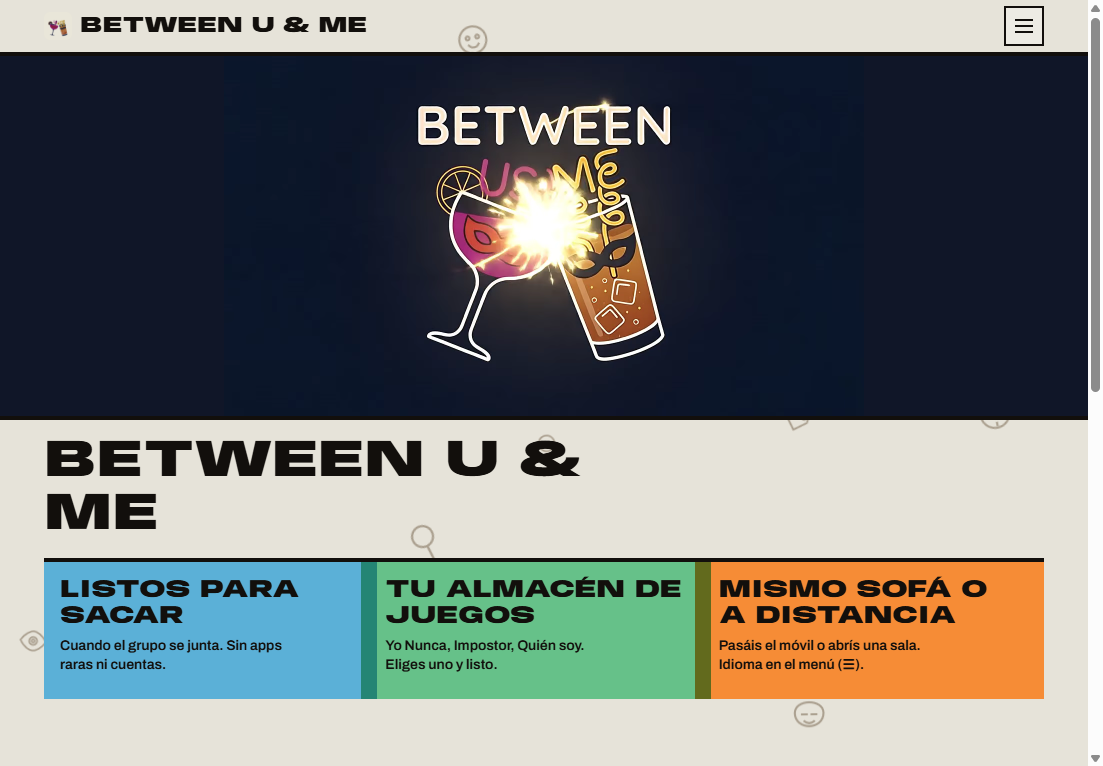 BETWEEN U & ME
BETWEEN
ME
BETWEEN U &
ME
LISTOS PARA
SACAR
Cuando el grupo se junta. Sin apps
raras ni cuentas.
TU ALMACÉN DE
JUEGOS
Yo Nunca, Impostor, Quién soy.
Eliges uno y listo.
MISMO SOFÁ O
A DISTANCIA
Pasáis el móvil o abrís una sala.
Idioma en el menú (☰).